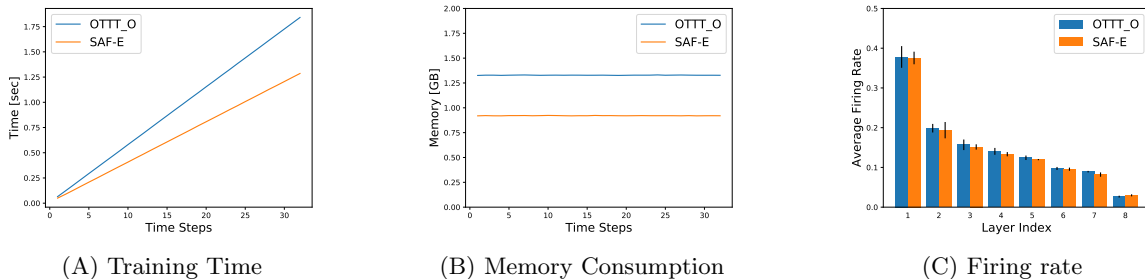 OTTT_O
SAF-E
Time [sec]
1.75
1.50
1.25
1.00
0.75
0.50
0.25
0.00
0 5 10 15 20 25 30
Time Steps
(A) Training Time
OTTT_O
SAF-E
Memory [GB]
2.00
1.75
1.50
1.25
1.00
0.75
0.50
0.25
0.00
0 5 10 15 20 25 30
Time Steps
(B) Memory Consumption
OTTT_O
SAF-E
Average Firing Rate
0.5
0.4
0.3
0.2
0.1
0.0
1 2 3 4 5 6 7 8
Layer Index
(C) Firing rate